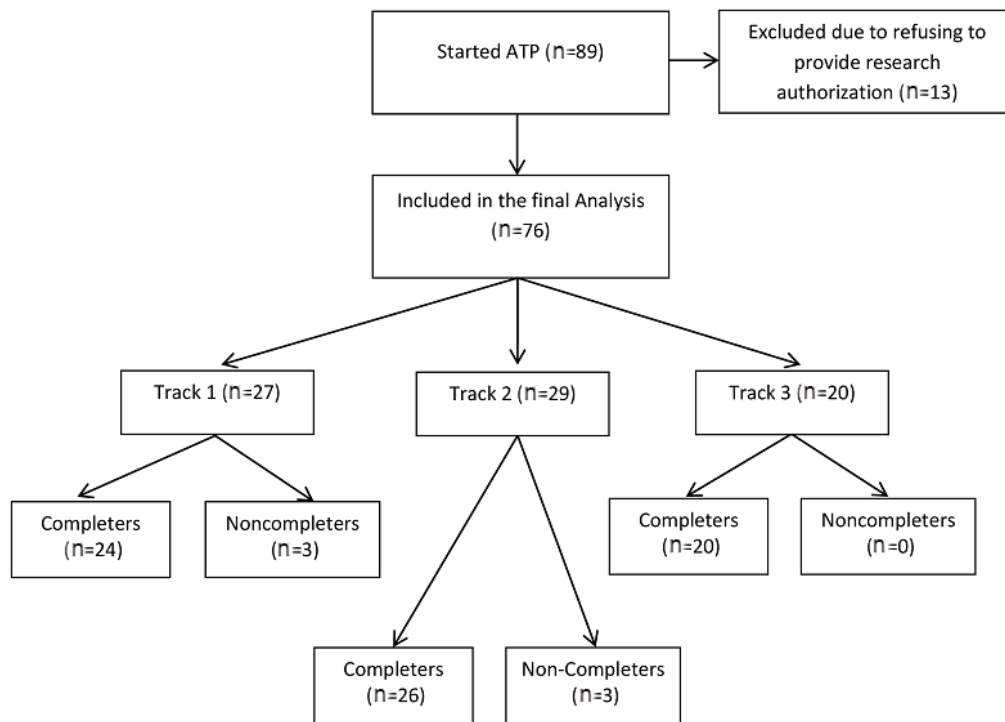 Started ATP (n=89)
Excluded due to refusing to
provide research
authorization (n=13)
Included in the final Analysis
(n=76)
Track 1 (n=27)
Track 2 (n=29)
Track 3 (n=20)
Completers
(n=24)
Noncompleters
(n=3)
Completers
(n=20)
Noncompleters
(n=0)
Completers
(n=26)
Non-Completers
(n=3)